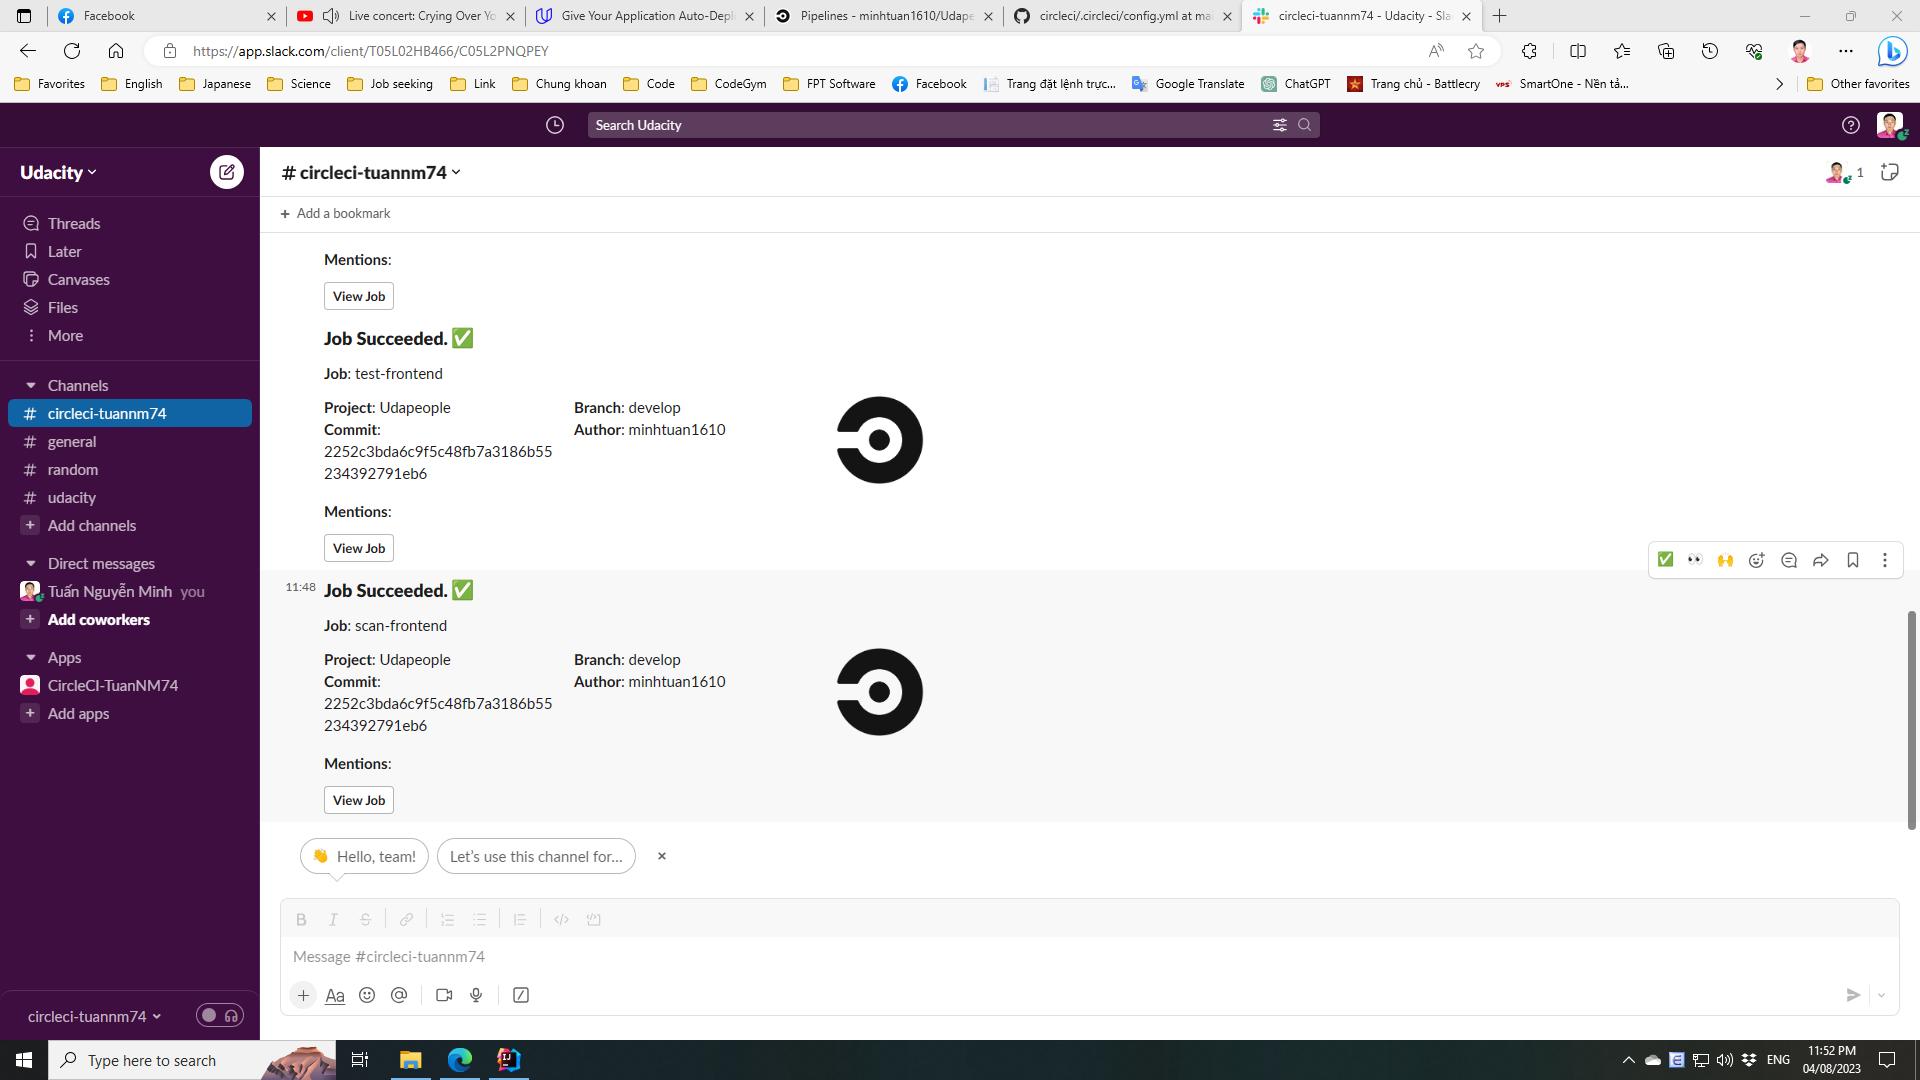 Facebook
Live concert: Crying Over Yo
Give Your Application Auto-Depl
Pipelines - minhtuan1610/Udape
circleci/.circleci/config.yml at mai
circleci-tuannm74 - Udacity - Sla
https://app.slack.com/client/T05L02HB466/C05L2PNQPEY
Favorites
English
Japanese
Science
Job seeking
Link
Chung khoan
Code
CodeGym
FPT Software
Facebook
Trang đặt lệnh trực...
Google Translate
ChatGPT
Trang chủ - Battlecry
SmartOne - Nền tả...
Other favorites
Search Udacity
Udacity
Threads
Later
Canvases
Files
More
Channels
# circleci-tuannm74
# general
# random
# udacity
Add channels
Direct messages
Tuấn Nguyễn Minh you
Add coworkers
Apps
CircleCI-TuanNM74
Add apps
circleci-tuannm74
# circleci-tuannm74
1
+ Add a bookmark
Mentions:
View Job
Job Succeeded. ✅
Job: test-frontend
Project: Udapeople
Branch: develop
Commit:
Author: minhtuan1610
2252c3bda6c9f5c48fb7a3186b55
234392791eb6
Mentions:
View Job
11:48
Job Succeeded. ✅
Job: scan-frontend
Project: Udapeople
Branch: develop
Commit:
Author: minhtuan1610
2252c3bda6c9f5c48fb7a3186b55
234392791eb6
Mentions:
View Job
👋 Hello, team!
Let's use this channel for...
Message #circleci-tuannm74
Type here to search
ENG
11:52 PM
04/08/2023